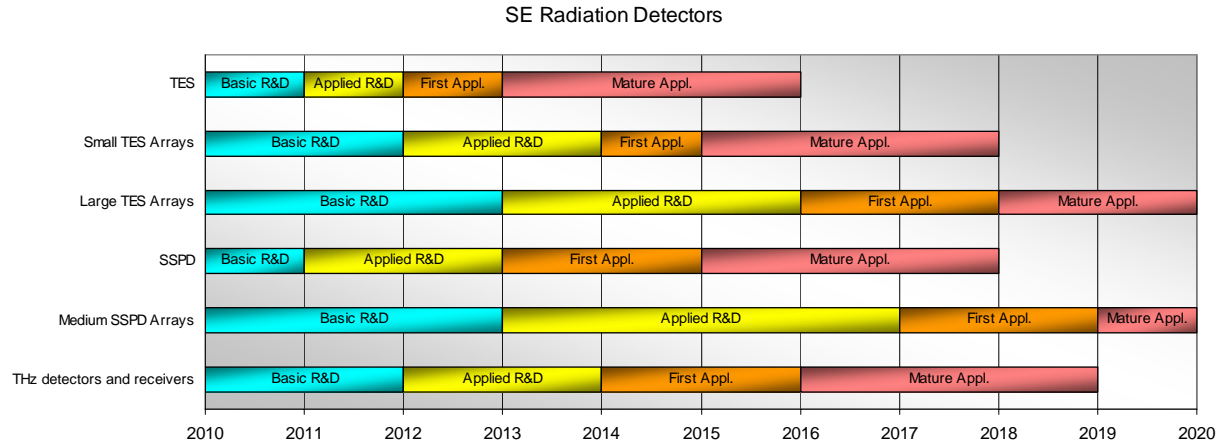 SE Radiation Detectors
TES
Basic R&D
Applied R&D
First Appl.
Mature Appl.
Small TES Arrays
Basic R&D
Applied R&D
First Appl.
Mature Appl.
Large TES Arrays
Basic R&D
Applied R&D
First Appl.
Mature Appl.
SSPD
Basic R&D
Applied R&D
First Appl.
Mature Appl.
Medium SSPD Arrays
Basic R&D
Applied R&D
First Appl.
Mature Appl.
THz detectors and receivers
Basic R&D
Applied R&D
First Appl.
Mature Appl.
2010 2011 2012 2013 2014 2015 2016 2017 2018 2019 2020